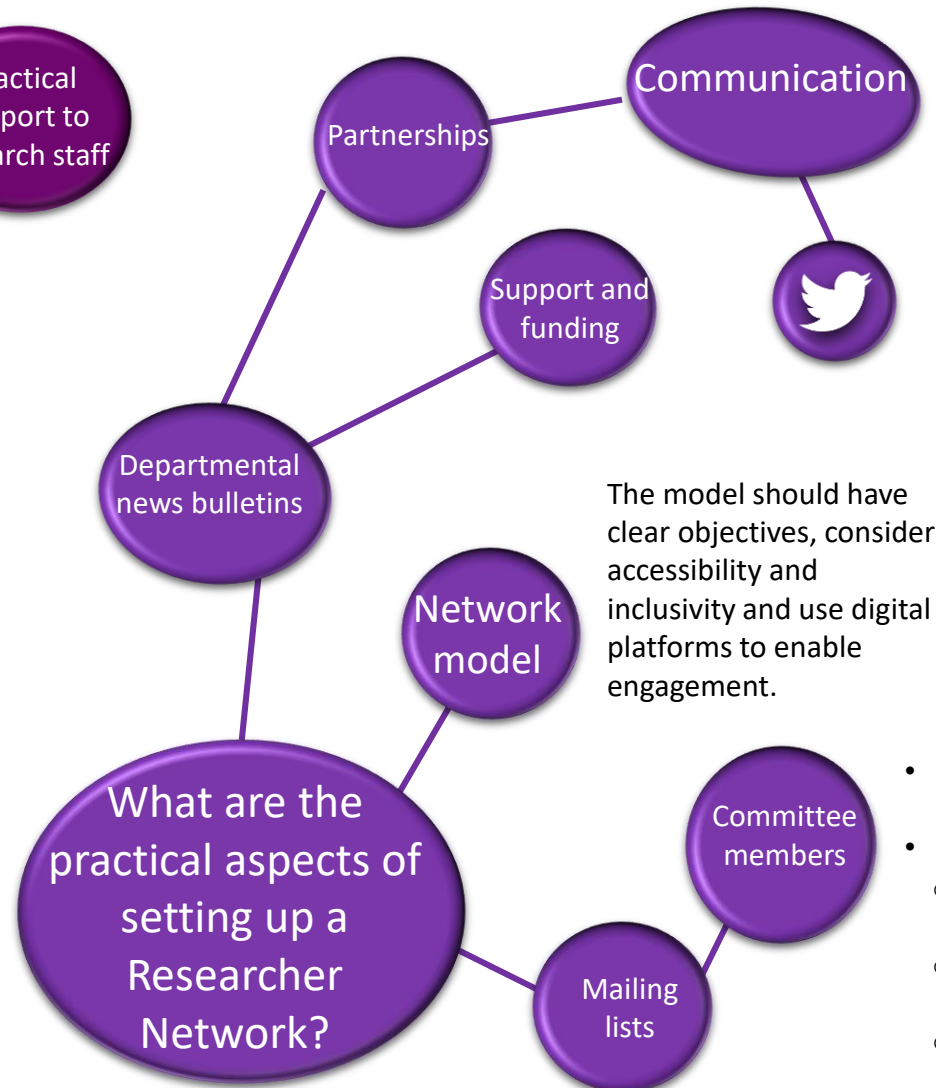 to
Partnerships
Communication
Support and
funding
Departmental
news bulletins
The model should have
clear objectives, consider
accessibility and
inclusivity and use digital
platforms to enable
engagement.
Network
model
What are the
practical aspects of
setting up a
Researcher
Network?
Committee
members
Mailing
lists